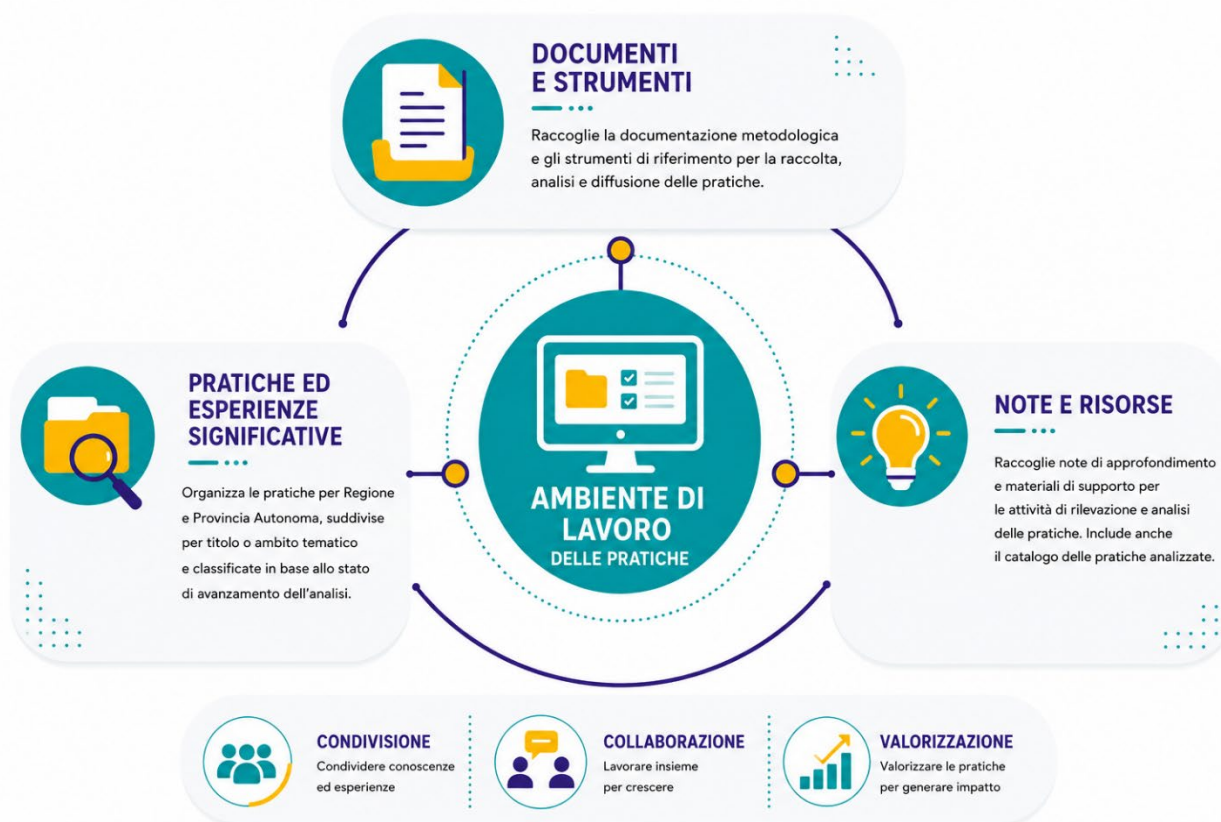 DOCUMENTI
E STRUMENTI
Raccoglie la documentazione metodologica
e gli strumenti di riferimento per la raccolta,
analisi e diffusione delle pratiche.
PRATICHE ED
ESPERIENZE
SIGNIFICATIVE
Organizza le pratiche per Regione
e Provincia Autonoma, suddivise
per titolo o ambito tematico
e classificate in base allo stato
di avanzamento dell'analisi.
AMBIENTE DI
LAVORO
DELLE PRATICHE
NOTE E RISORSE
Raccoglie note di approfondimento
e materiali di supporto per
le attività di rilevazione e analisi
delle pratiche. Include anche
il catalogo delle pratiche analizzate.
CONDIVISIONE
Condividere conoscenze
ed esperienze
COLLABORAZIONE
Lavorare insieme
per crescere
VALORIZZAZIONE
Valorizzare le pratiche
per generare impatto